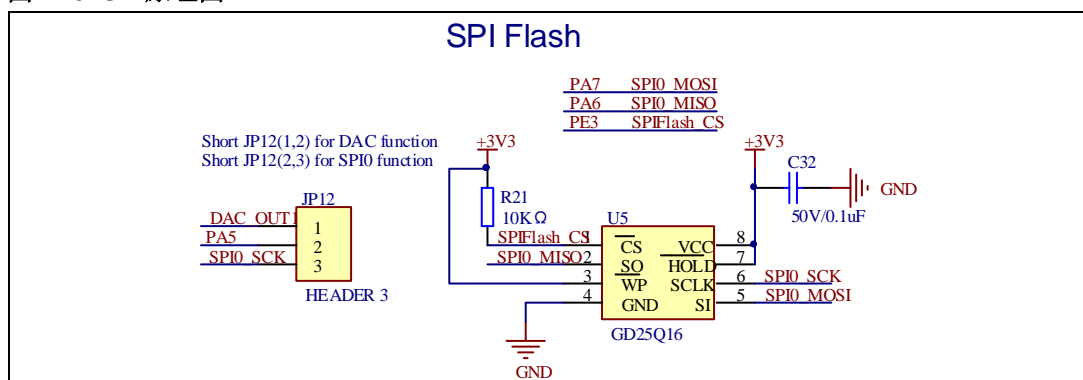 SPI Flash
PA7 SPI0_MOSI
PA6 SPI0_MISO
PE3 SPIFlash_CS
Short JP12(1,2) for DAC function
Short JP12(2,3) for SPI0 function
+3V3
+3V3
C32
GND
50V/0.1uF
JP12
R21
10KΩ
U5
DAC_OUT1 1
PA5 2
SPI0_SCK 3
HEADER 3
SPIFlash_CS 1 CS VCC 8
SPI0_MISO 2 SO HOLD 7
3 WP SCLK 6 SPI0_SCK
4 GND SI 5 SPI0_MOSI
GD25Q16
GND